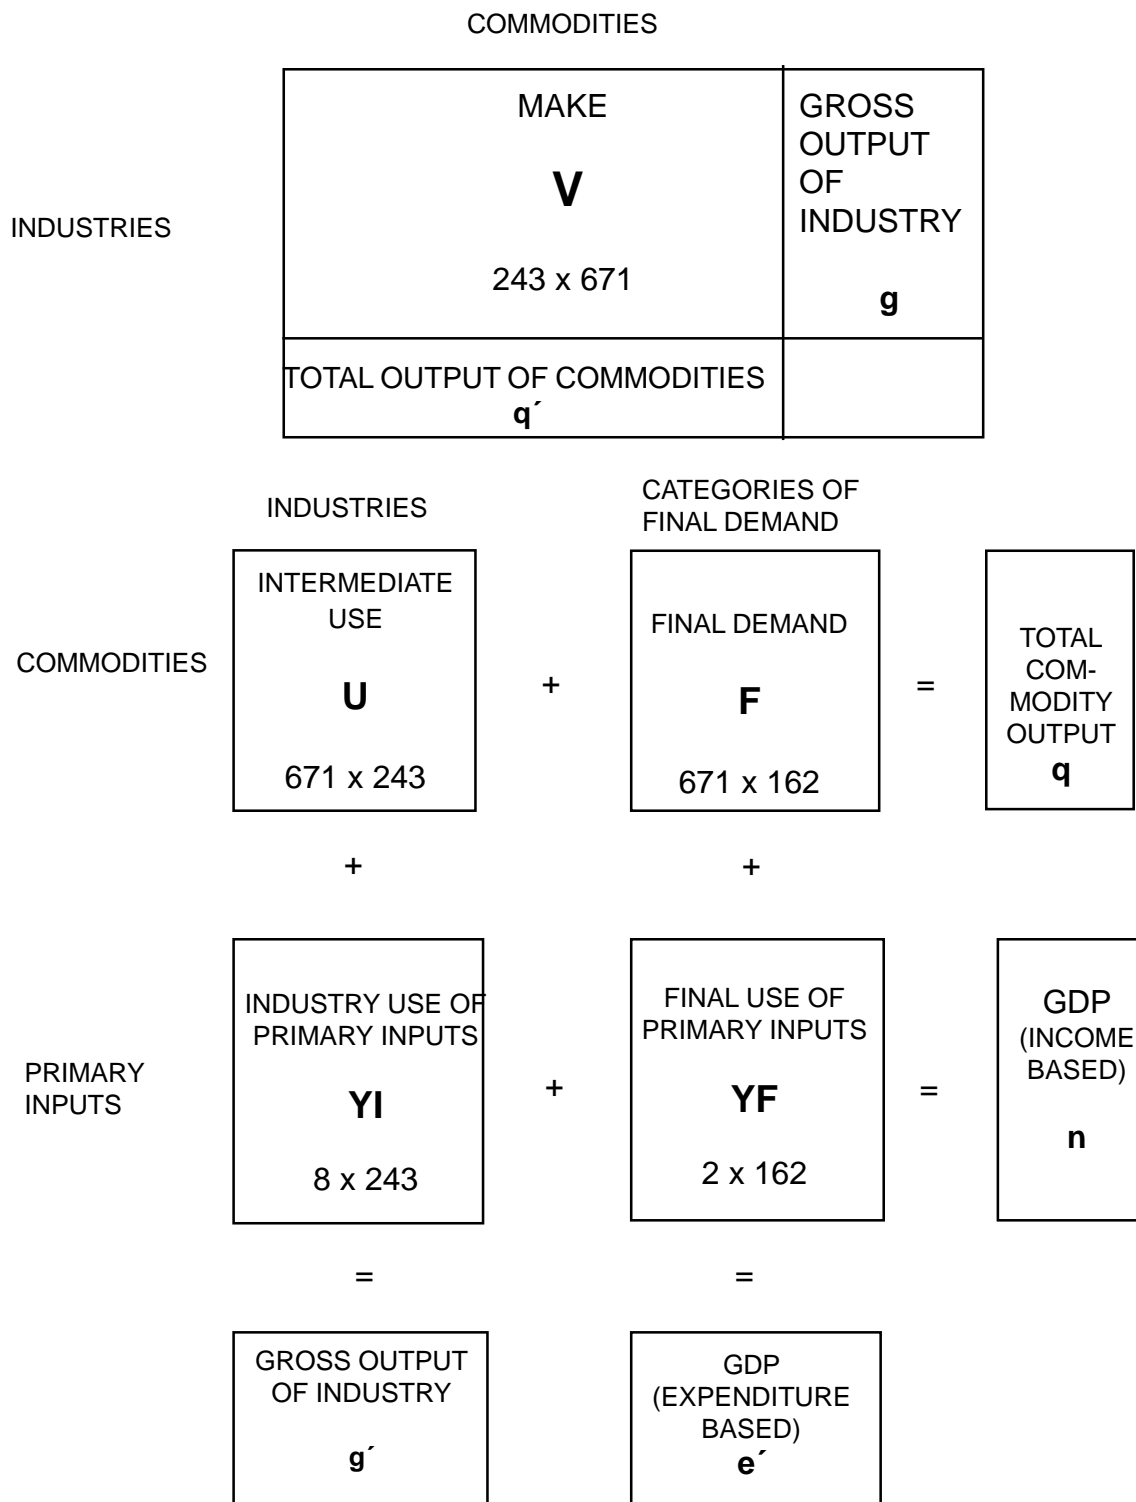 COMMODITIES
MAKE
V
243 x 671
GROSS
OUTPUT
OF
INDUSTRY
g
INDUSTRIES
TOTAL OUTPUT OF COMMODITIES
q´
INDUSTRIES
CATEGORIES OF
FINAL DEMAND
COMMODITIES
INTERMEDIATE
USE
U
671 x 243
+
FINAL DEMAND
F
671 x 162
=
TOTAL
COM-
MODITY
OUTPUT
q
+
+
PRIMARY
INPUTS
INDUSTRY USE OF
PRIMARY INPUTS
YI
8 x 243
+
FINAL USE OF
PRIMARY INPUTS
YF
2 x 162
=
GDP
(INCOME
BASED)
n
=
=
GROSS OUTPUT
OF INDUSTRY
g´
GDP
(EXPENDITURE
BASED)
e´